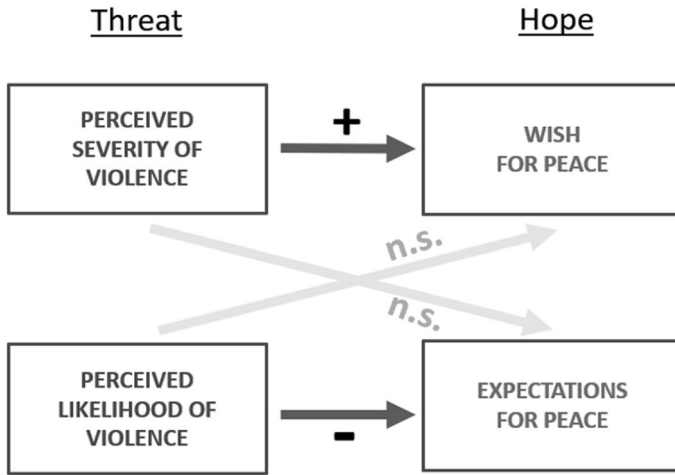 Threat
Hope
PERCEIVED
SEVERITY OF
VIOLENCE
+
WISH
FOR PEACE
n.s.
n.s.
PERCEIVED
LIKELIHOOD OF
VIOLENCE
-
EXPECTATIONS
FOR PEACE